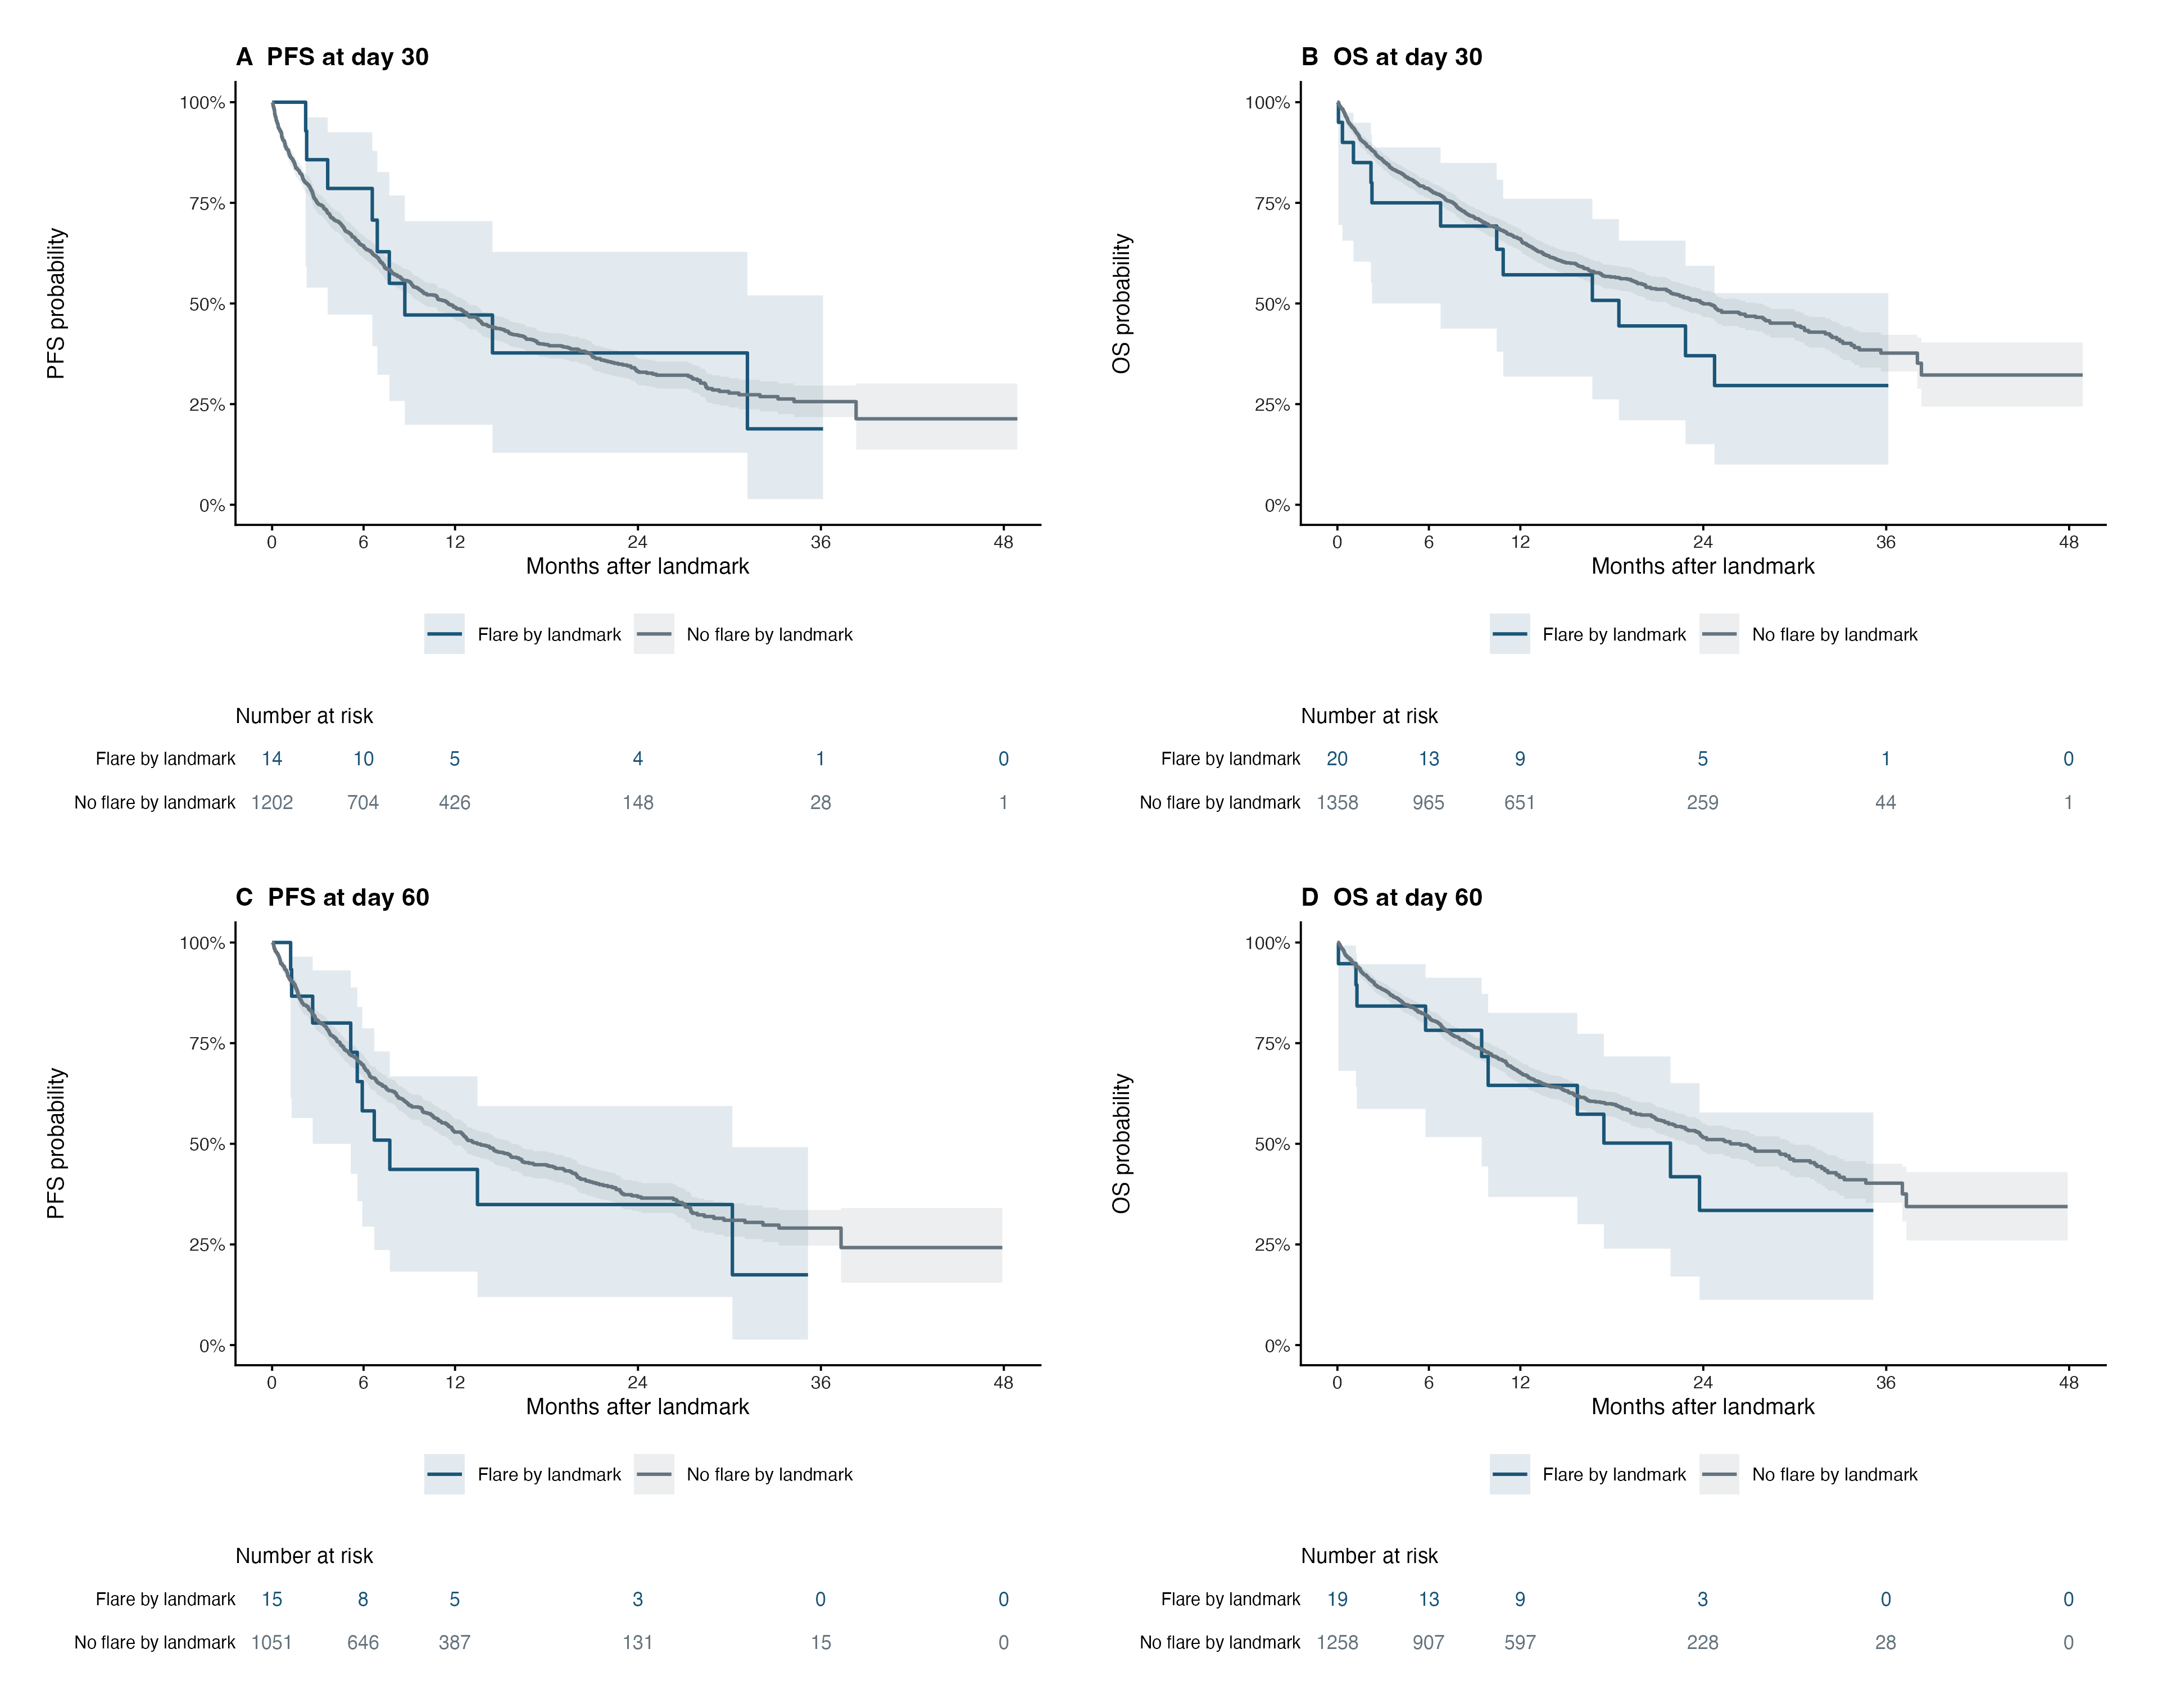 A PFS at day 30
PFS probability
100%
75%
50%
25%
0%
0 6 12 24 36 48
Months after landmark
Flare by landmark No flare by landmark
Number at risk
Flare by landmark 14 10 5 4 1 0
No flare by landmark 1202 704 426 148 28 1
B OS at day 30
OS probability
100%
75%
50%
25%
0%
0 6 12 24 36 48
Months after landmark
Flare by landmark No flare by landmark
Number at risk
Flare by landmark 20 13 9 5 1 0
No flare by landmark 1358 965 651 259 44 1
C PFS at day 60
PFS probability
100%
75%
50%
25%
0%
0 6 12 24 36 48
Months after landmark
Flare by landmark No flare by landmark
Number at risk
Flare by landmark 15 8 5 3 0 0
No flare by landmark 1051 646 387 131 15 0
D OS at day 60
OS probability
100%
75%
50%
25%
0%
0 6 12 24 36 48
Months after landmark
Flare by landmark No flare by landmark
Number at risk
Flare by landmark 19 13 9 3 0 0
No flare by landmark 1258 907 597 228 28 0